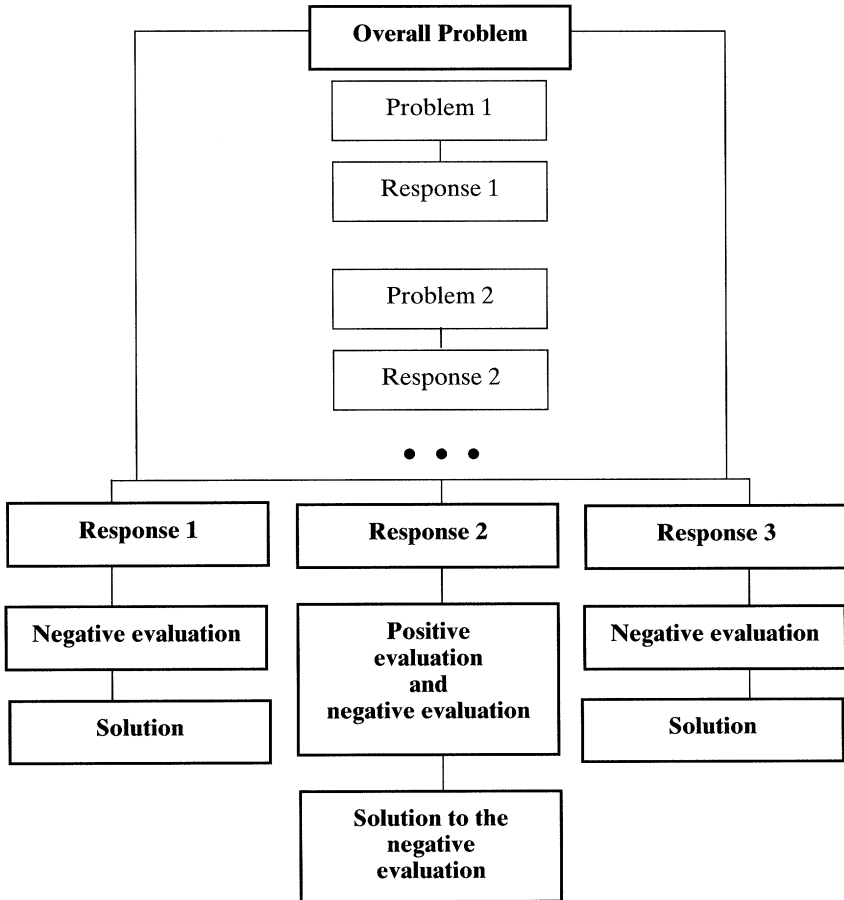 Overall Problem
Problem 1
Response 1
Problem 2
Response 2
• • •
Response 1
Response 2
Response 3
Negative evaluation
Positive
evaluation
and
negative evaluation
Negative evaluation
Solution
Solution to the
negative
evaluation
Solution